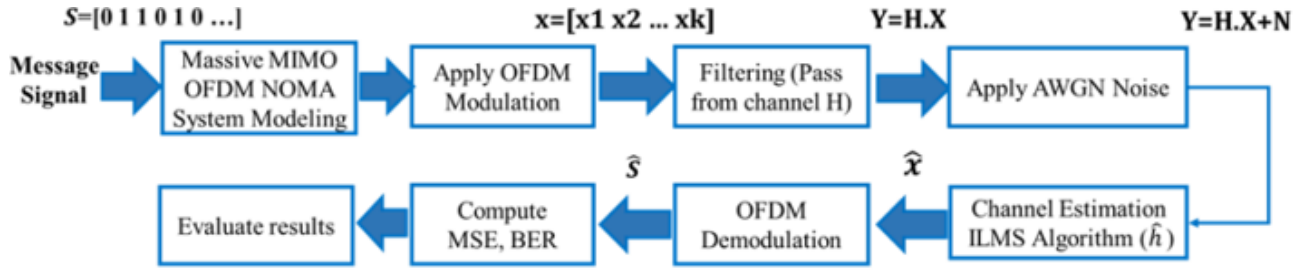 S=[0 1 1 0 1 0 ...]
x=[x1 x2 ... xk]
Y=H.X
Y=H.X+N
Message
Signal
Massive MIMO
OFDM NOMA
System Modeling
Apply OFDM
Modulation
Filtering (Pass
from channel H)
Apply AWGN Noise
Ŝ
x̂
Evaluate results
Compute
MSE, BER
OFDM
Demodulation
Channel Estimation
ILMS Algorithm (ĥ)